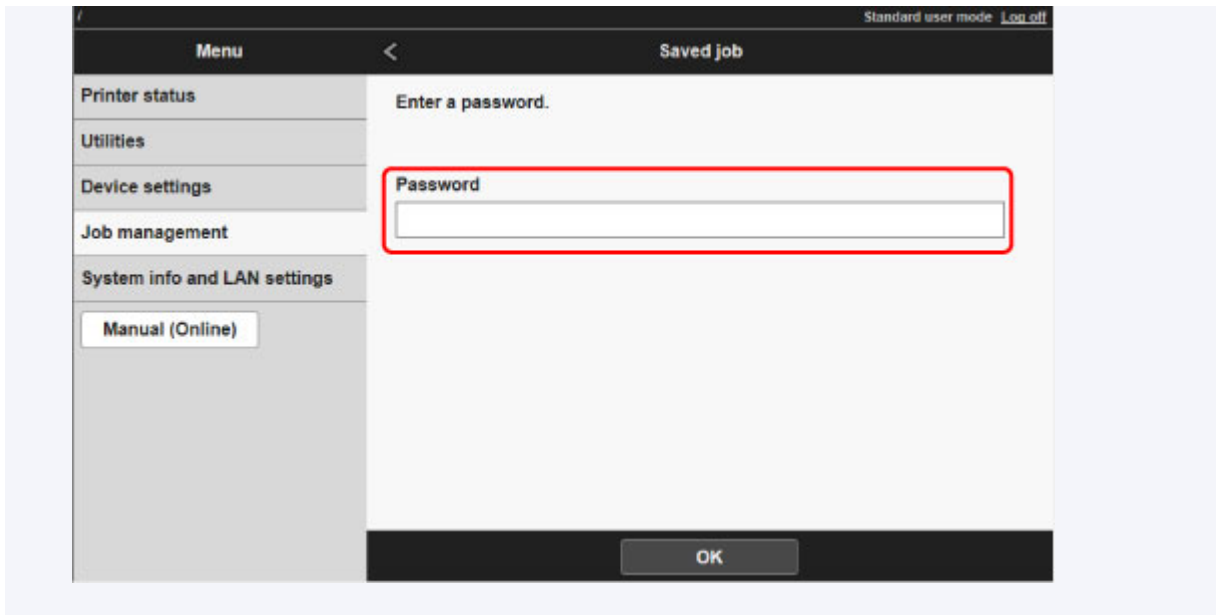 /
Standard user mode Log off
Menu
< Saved job
Printer status
Utilities
Device settings
Job management
System info and LAN settings
Manual (Online)
Enter a password.
Password
OK